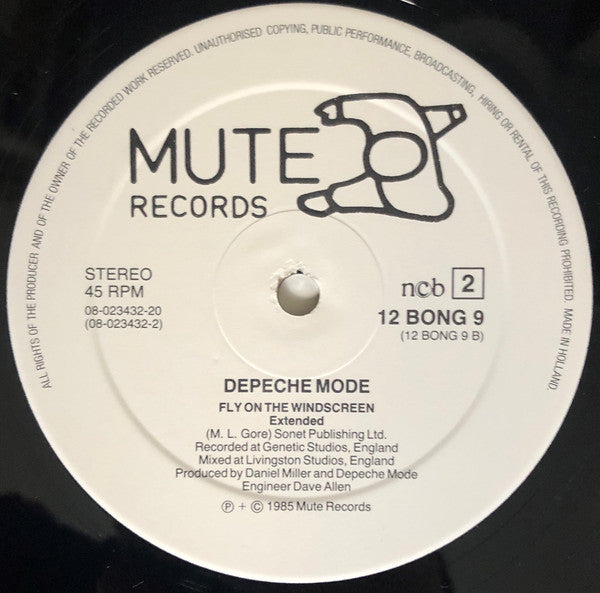 ALL RIGHTS OF THE PRODUCER AND OF THE OWNER OF THE RECORDED WORK RESERVED. UNAUTHORISED COPYING, PUBLIC PERFORMANCE, BROADCASTING, HIRING OR RENTAL OF THIS RECORDING PROHIBITED. MADE IN HOLLAND.
MUTE
RECORDS
STEREO
45 RPM
08-023432-20
(08-023432-2)
ncb 2
12 BONG 9
(12 BONG 9 B)
DEPECHE MODE
FLY ON THE WINDSCREEN
Extended
(M. L. Gore) Sonet Publishing Ltd.
Recorded at Genetic Studios, England
Mixed at Livingston Studios, England
Produced by Daniel Miller and Depeche Mode
Engineer Dave Allen
Ⓟ + © 1985 Mute Records